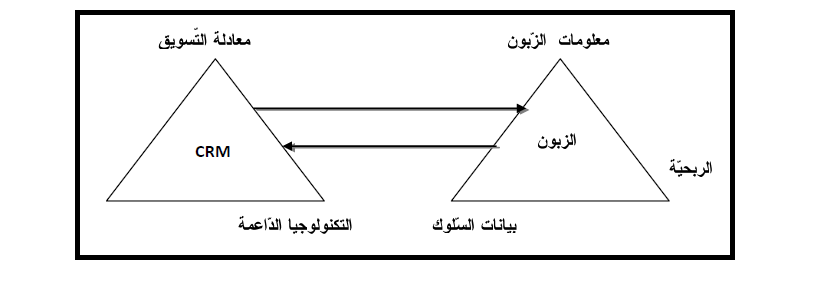 معلومات الزّبون
معادلة التّسويق
الزبون
CRM
الربحيّة
بيانات السّلوك
التكنولوجيا الدّاعمة